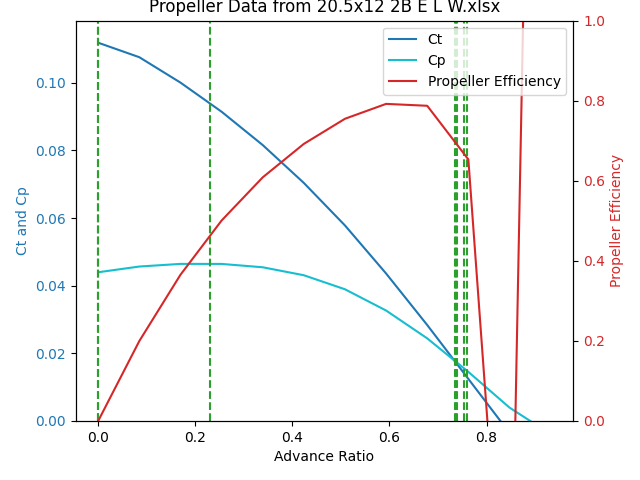 Propeller Data from 20.5x12 2B E L W.xlsx
Ct
Cp
Propeller Efficiency
0.10
0.08
0.06
0.04
0.02
0.00
Ct and Cp
1.0
0.8
0.6
0.4
0.2
0.0
Propeller Efficiency
0.0 0.2 0.4 0.6 0.8
Advance Ratio